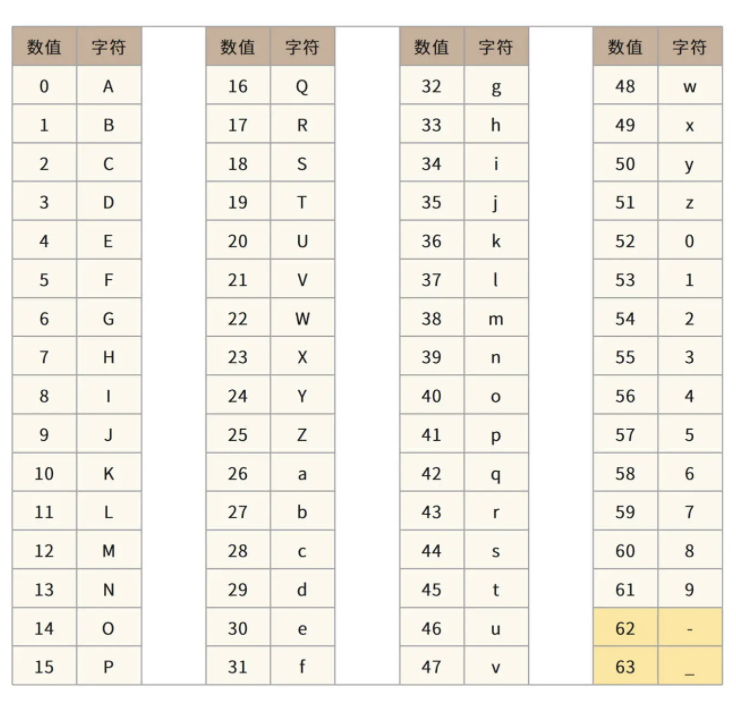 数值 字符 数值 字符 数值 字符 数值 字符
0 A 16 Q 32 g 48 w
1 B 17 R 33 h 49 x
2 C 18 S 34 i 50 y
3 D 19 T 35 j 51 z
4 E 20 U 36 k 52 0
5 F 21 V 37 l 53 1
6 G 22 W 38 m 54 2
7 H 23 X 39 n 55 3
8 I 24 Y 40 o 56 4
9 J 25 Z 41 p 57 5
10 K 26 a 42 q 58 6
11 L 27 b 43 r 59 7
12 M 28 c 44 s 60 8
13 N 29 d 45 t 61 9
14 O 30 e 46 u 62 -
15 P 31 f 47 v 63 _